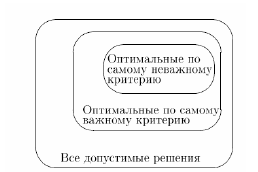 Оптимальные по
самому неважному
критерию
Оптимальные по самому
важному критерию
Все допустимые решения